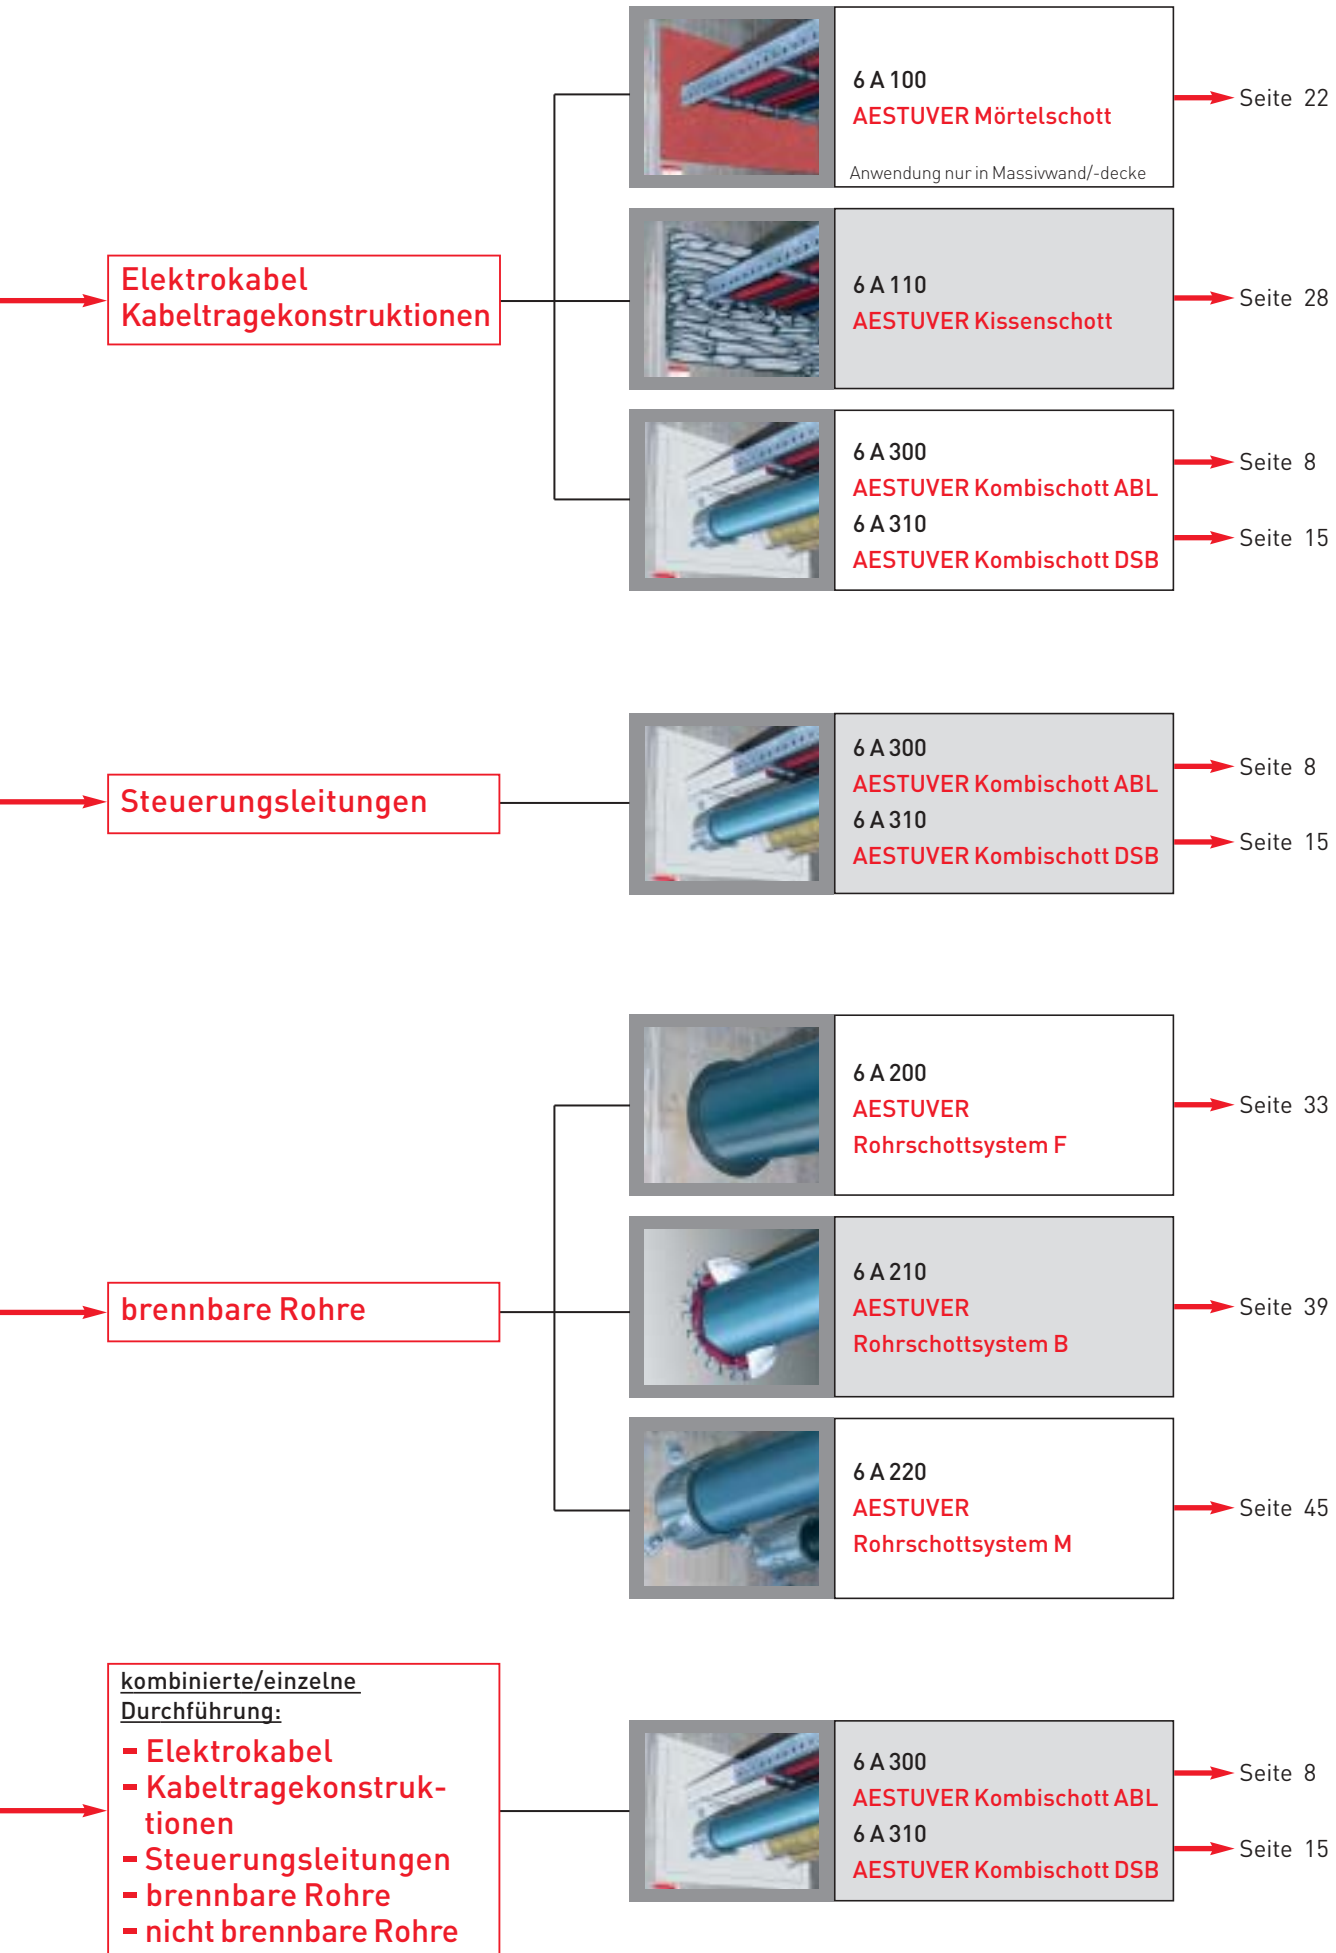 6 A 100
AESTUVER Mörtelschott
Anwendung nur in Massivwand/-decke
Seite 22
Elektrokabel
Kabeltragekonstruktionen
6 A 110
AESTUVER Kissenschott
Seite 28
6 A 300
AESTUVER Kombischott ABL
Seite 8
6 A 310
AESTUVER Kombischott DSB
Seite 15
Steuerungsleitungen
6 A 300
AESTUVER Kombischott ABL
Seite 8
6 A 310
AESTUVER Kombischott DSB
Seite 15
6 A 200
AESTUVER
Rohrschottsystem F
Seite 33
brennbare Rohre
6 A 210
AESTUVER
Rohrschottsystem B
Seite 39
6 A 220
AESTUVER
Rohrschottsystem M
Seite 45
kombinierte/einzelne
Durchführung:
- Elektrokabel
- Kabeltragekonstruk-
tionen
- Steuerungsleitungen
- brennbare Rohre
- nicht brennbare Rohre
6 A 300
AESTUVER Kombischott ABL
Seite 8
6 A 310
AESTUVER Kombischott DSB
Seite 15